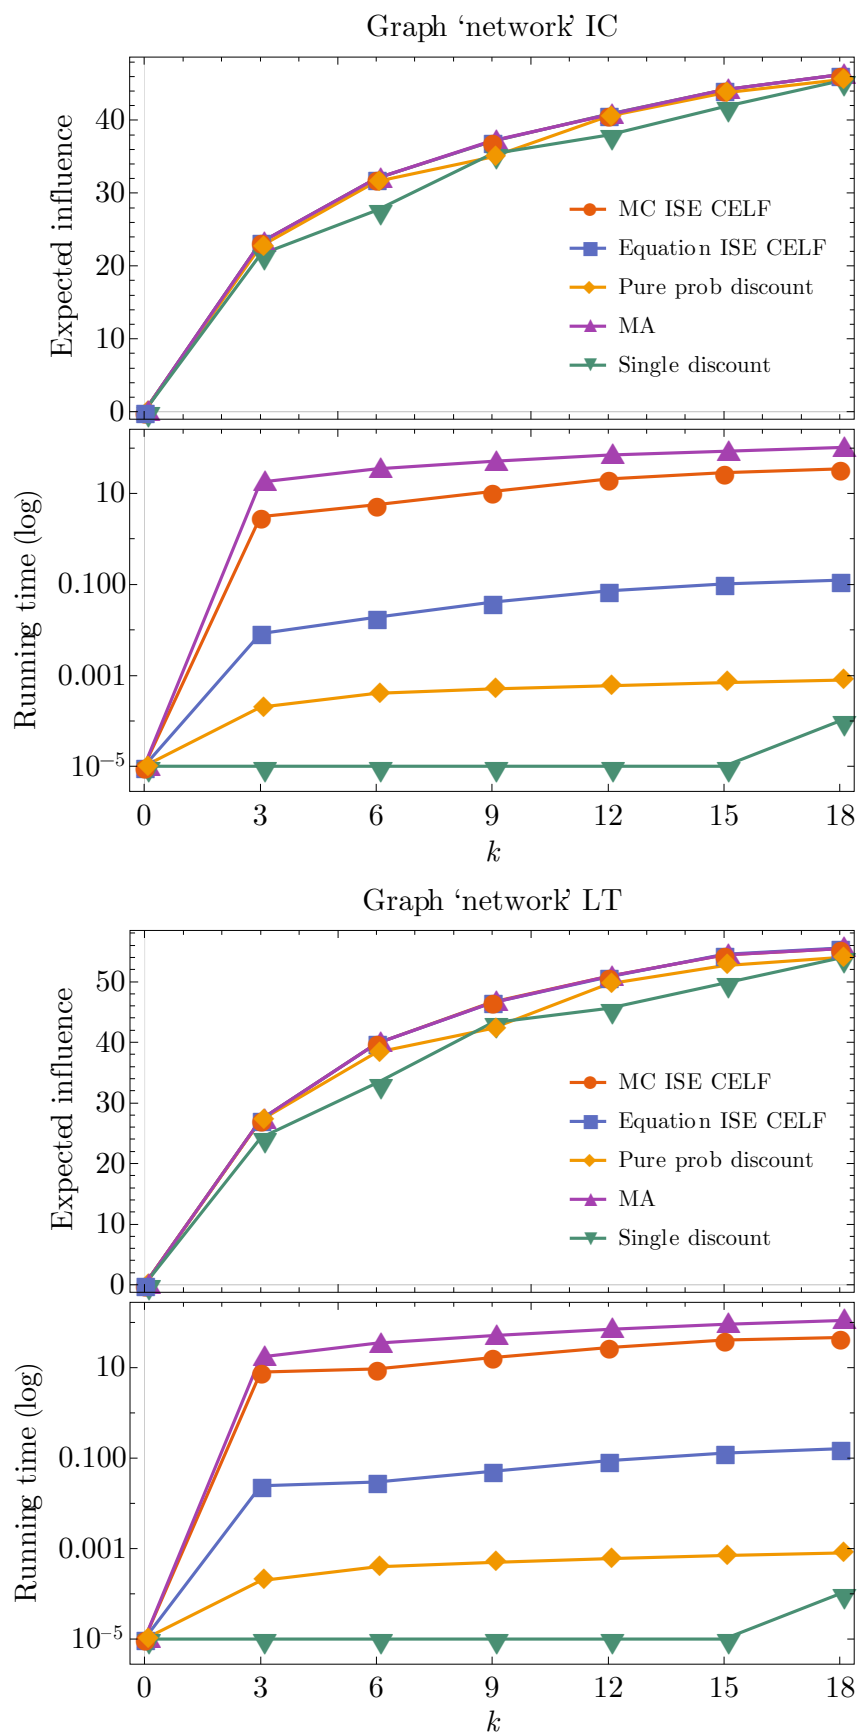 Graph ‘network’ IC
Expected influence
40
30
20
10
0
MC ISE CELF
Equation ISE CELF
Pure prob discount
MA
Single discount
Running time (log)
10
0.100
0.001
10⁻⁵
0 3 6 9 12 15 18
k
Graph ‘network’ LT
Expected influence
50
40
30
20
10
0
MC ISE CELF
Equation ISE CELF
Pure prob discount
MA
Single discount
Running time (log)
10
0.100
0.001
10⁻⁵
0 3 6 9 12 15 18
k